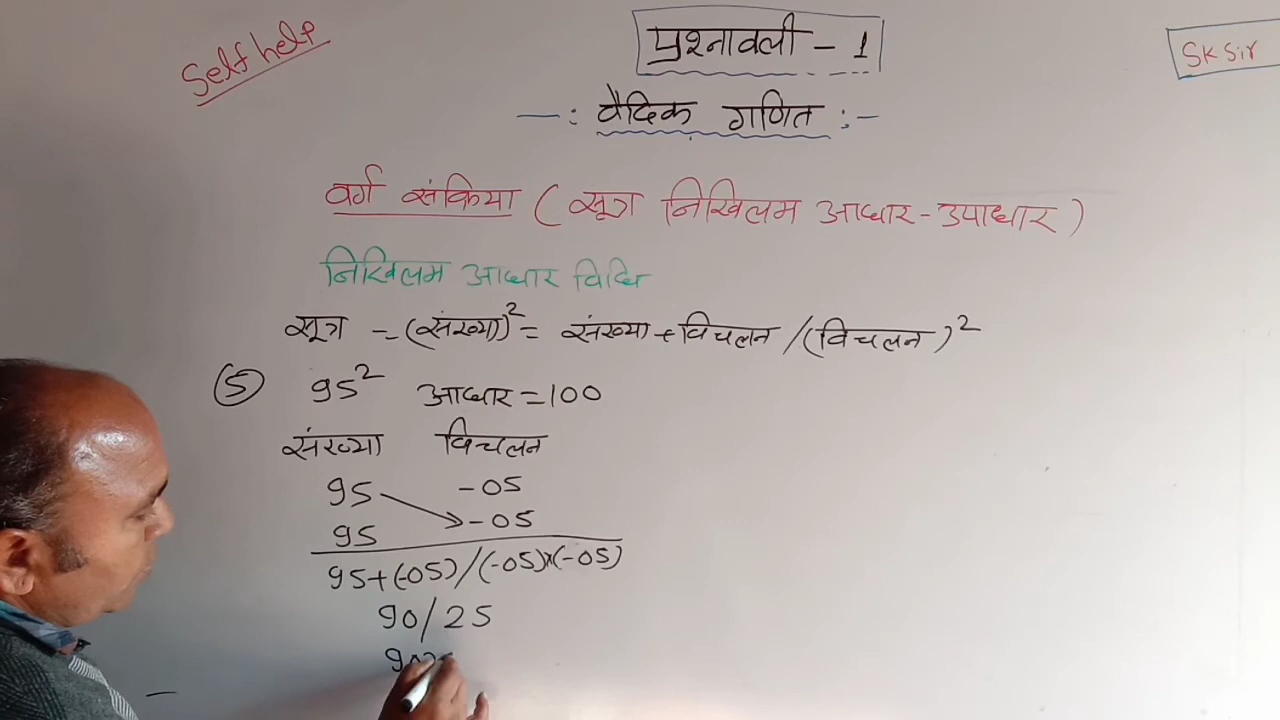 Self help
प्रश्नावली - 1
SK Sir
-: वैदिक गणित :-
वर्ग संक्रिया ( सूत्र निखिलम आधार-उपाधार )
निखिलम आधार विधि
सूत्र = (संख्या)² = संख्या + विचलन / (विचलन)²
(5) 95² आधार = 100
संख्या विचलन
95 -05
95 -05
95+(-05)/(-05)x(-05)
90/25